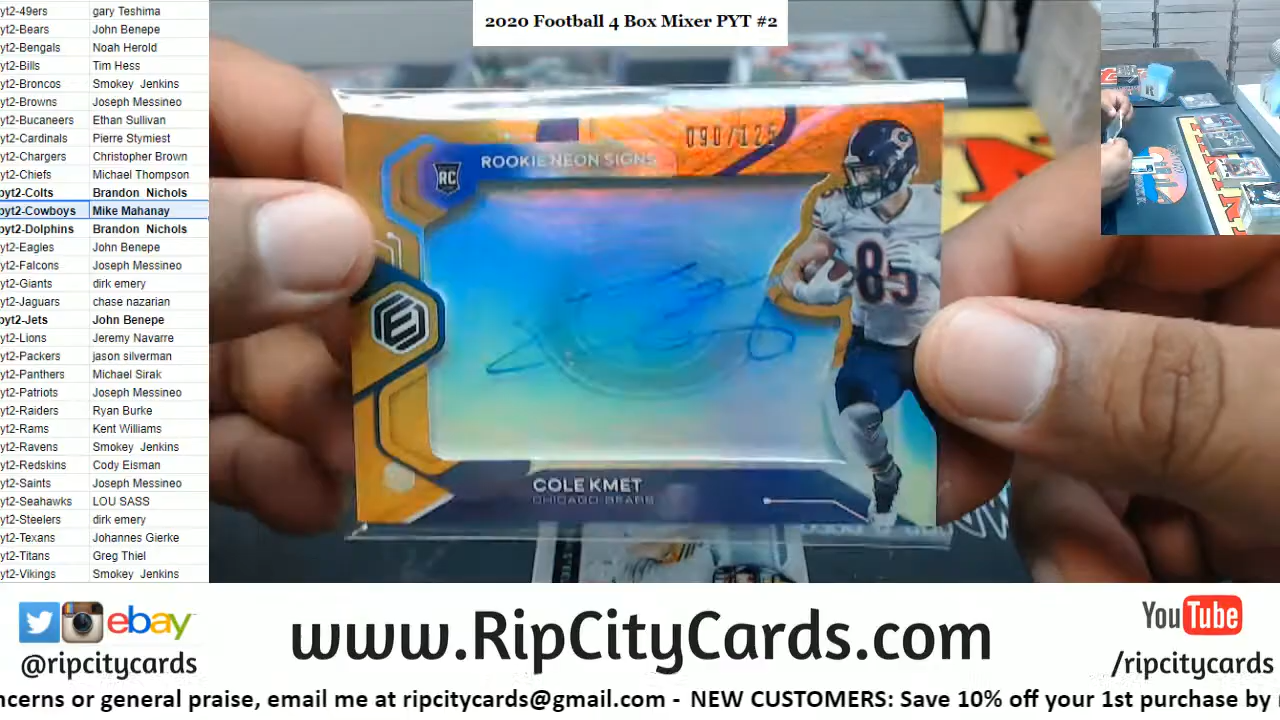 2020 Football 4 Box Mixer PYT #2
yt2-49ers gary Teshima
yt2-Bears John Benepe
yt2-Bengals Noah Herold
yt2-Bills Tim Hess
yt2-Broncos Smokey Jenkins
yt2-Browns Joseph Messineo
yt2-Bucaneers Ethan Sullivan
yt2-Cardinals Pierre Stymiest
yt2-Chargers Christopher Brown
yt2-Chiefs Michael Thompson
pyt2-Colts Brandon Nichols
pyt2-Cowboys Mike Mahanay
pyt2-Dolphins Brandon Nichols
yt2-Eagles John Benepe
yt2-Falcons Joseph Messineo
yt2-Giants dirk emery
yt2-Jaguars chase nazarian
pyt2-Jets John Benepe
yt2-Lions Jeremy Navarre
yt2-Packers jason silverman
yt2-Panthers Michael Sirak
yt2-Patriots Joseph Messineo
yt2-Raiders Ryan Burke
yt2-Rams Kent Williams
yt2-Ravens Smokey Jenkins
yt2-Redskins Cody Eisman
yt2-Saints Joseph Messineo
yt2-Seahawks LOU SASS
yt2-Steelers dirk emery
yt2-Texans Johannes Gierke
yt2-Titans Greg Thiel
yt2-Vikings Smokey Jenkins
090/125
ROOKIE NEON SIGNS
RC
85
E
COLE KMET
CHICAGO BEARS
ebay
@ripcitycards
www.RipCityCards.com
YouTube
/ripcitycards
ncerns or general praise, email me at ripcitycards@gmail.com - NEW CUSTOMERS: Save 10% off your 1st purchase by